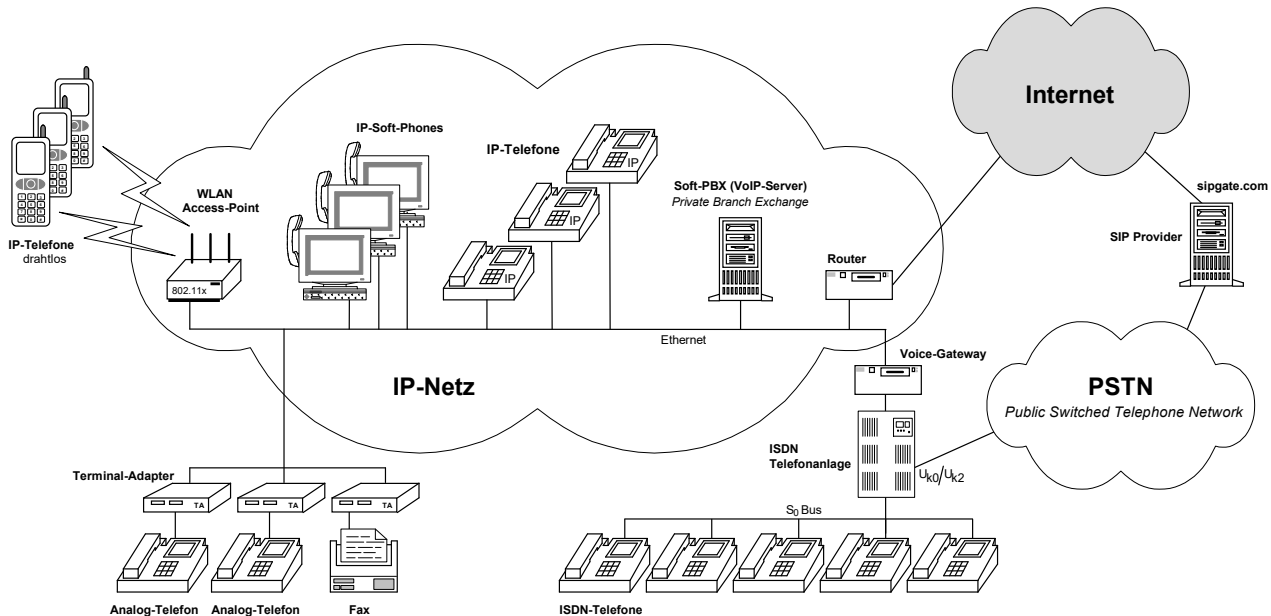 Internet
IP-Soft-Phones
IP-Telefone
IP
IP
IP
Soft-PBX (VoIP-Server)
Private Branch Exchange
sipgate.com
SIP Provider
WLAN
Access-Point
802.11x
IP-Telefone
drahtlos
Router
Ethernet
Voice-Gateway
IP-Netz
PSTN
Public Switched Telephone Network
ISDN
Telefonanlage
Uk0/Uk2
Terminal-Adapter
TA
TA
TA
S0 Bus
Analog-Telefon
Analog-Telefon
Fax
ISDN-Telefone